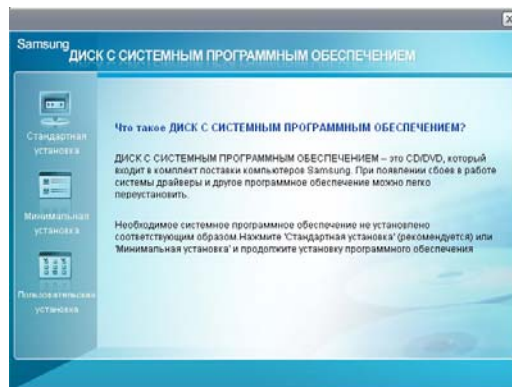 Samsung
ДИСК С СИСТЕМНЫМ ПРОГРАММНЫМ ОБЕСПЕЧЕНИЕМ
Стандартная
установка
Минимальная
установка
Пользовательская
установка
Что такое ДИСК С СИСТЕМНЫМ ПРОГРАММНЫМ ОБЕСПЕЧЕНИЕМ?
ДИСК С СИСТЕМНЫМ ПРОГРАММНЫМ ОБЕСПЕЧЕНИЕМ – это CD/DVD, который
входит в комплект поставки компьютеров Samsung. При появлении сбоев в работе
системы драйверы и другое программное обеспечение можно легко
переустановить.
Необходимое системное программное обеспечение не установлено
соответствующим образом.Нажмите 'Стандартная установка' (рекомендуется) или
'Минимальная установка' и продолжите установку программного обеспечения